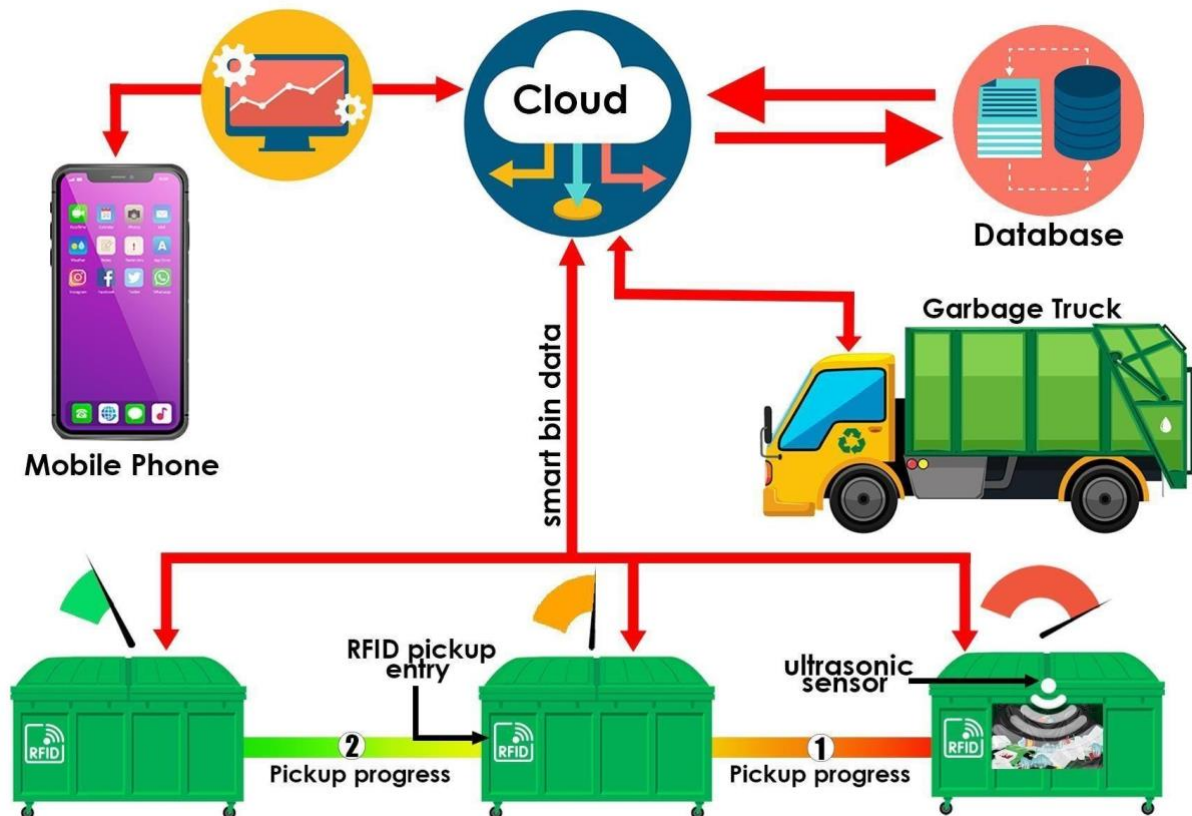 Cloud
Database
Mobile Phone
Garbage Truck
smart bin data
RFID pickup
entry
ultrasonic
sensor
RFID
RFID
RFID
2
Pickup progress
1
Pickup progress